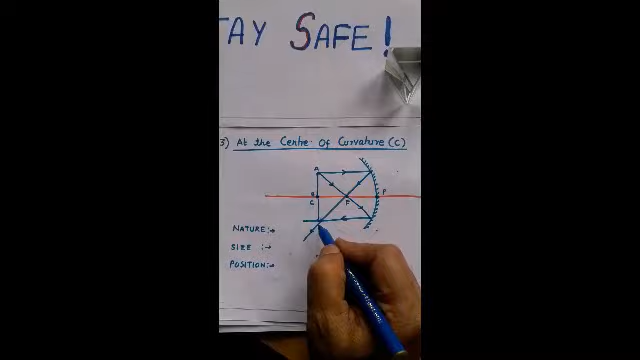 TAY SAFE!
3) At the Centre of Curvature (C)
A
B
C
F
P
NATURE:→
SIZE :→
POSITION:→